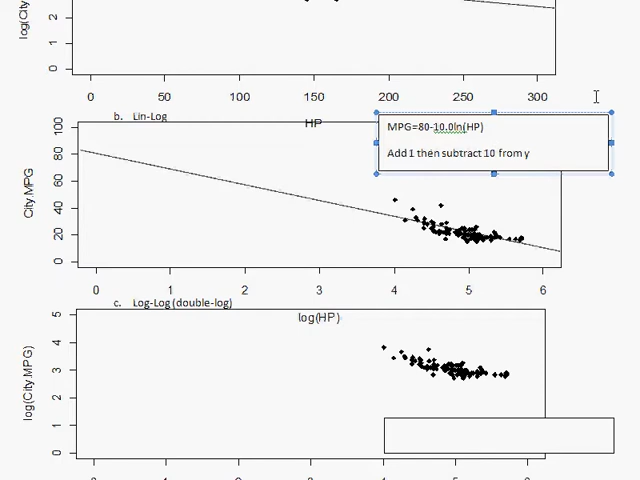 log(City
2
1
0
0 50 100 150 200 250 300
b. Lin-Log
HP
MPG=80-10.0ln(HP)
Add 1 then subtract 10 from y
City.MPG
100
80
60
40
20
0
0 1 2 3 4 5 6
c. Log-Log (double-log)
log(HP)
log(City.MPG)
5
4
3
2
1
0